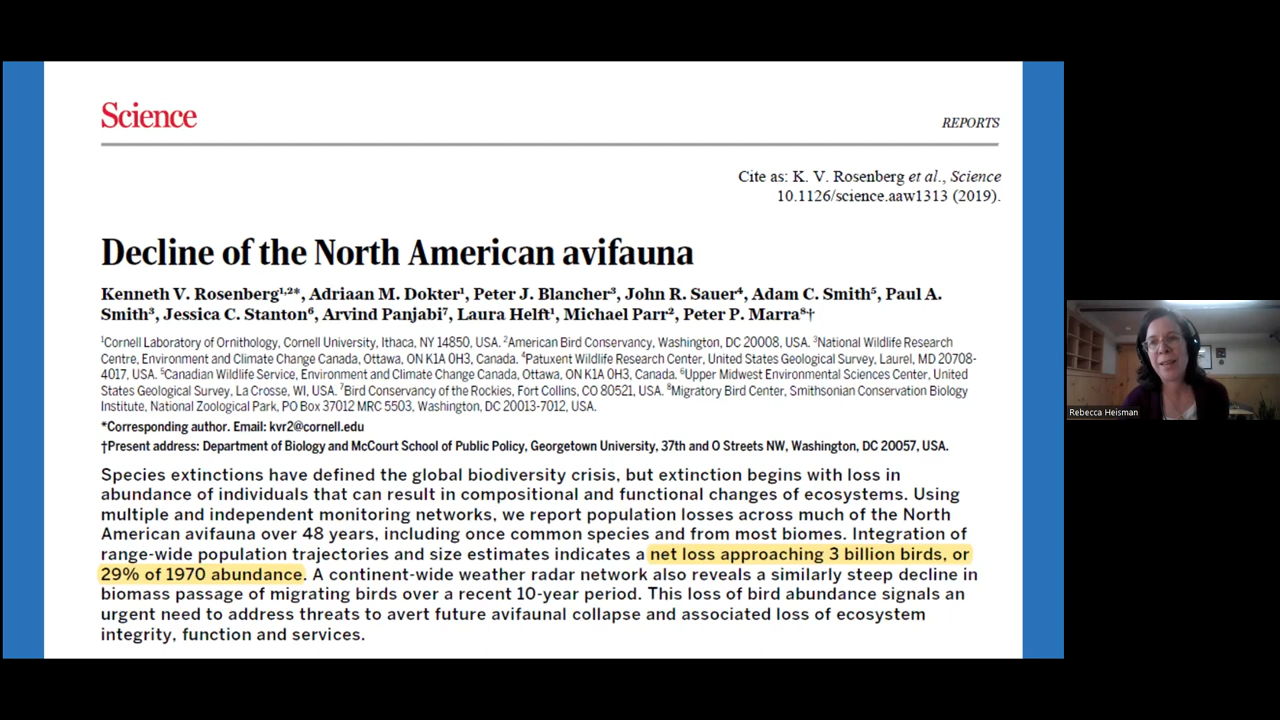 Science
REPORTS
Cite as: K. V. Rosenberg et al., Science
10.1126/science.aaw1313 (2019).
Decline of the North American avifauna
Kenneth V. Rosenberg¹,²*, Adriaan M. Dokter¹, Peter J. Blancher³, John R. Sauer⁴, Adam C. Smith⁵, Paul A.
Smith³, Jessica C. Stanton⁶, Arvind Panjabi⁷, Laura Helft¹, Michael Parr², Peter P. Marra⁸†
¹Cornell Laboratory of Ornithology, Cornell University, Ithaca, NY 14850, USA. ²American Bird Conservancy, Washington, DC 20008, USA. ³National Wildlife Research
Centre, Environment and Climate Change Canada, Ottawa, ON K1A 0H3, Canada. ⁴Patuxent Wildlife Research Center, United States Geological Survey, Laurel, MD 20708-
4017, USA. ⁵Canadian Wildlife Service, Environment and Climate Change Canada, Ottawa, ON K1A 0H3, Canada. ⁶Upper Midwest Environmental Sciences Center, United
States Geological Survey, La Crosse, WI, USA. ⁷Bird Conservancy of the Rockies, Fort Collins, CO 80521, USA. ⁸Migratory Bird Center, Smithsonian Conservation Biology
Institute, National Zoological Park, PO Box 37012 MRC 5503, Washington, DC 20013-7012, USA.
*Corresponding author. Email: kvr2@cornell.edu
†Present address: Department of Biology and McCourt School of Public Policy, Georgetown University, 37th and O Streets NW, Washington, DC 20057, USA.
Species extinctions have defined the global biodiversity crisis, but extinction begins with loss in
abundance of individuals that can result in compositional and functional changes of ecosystems. Using
multiple and independent monitoring networks, we report population losses across much of the North
American avifauna over 48 years, including once common species and from most biomes. Integration of
range-wide population trajectories and size estimates indicates a net loss approaching 3 billion birds, or
29% of 1970 abundance. A continent-wide weather radar network also reveals a similarly steep decline in
biomass passage of migrating birds over a recent 10-year period. This loss of bird abundance signals an
urgent need to address threats to avert future avifaunal collapse and associated loss of ecosystem
integrity, function and services.
Rebecca Heisman